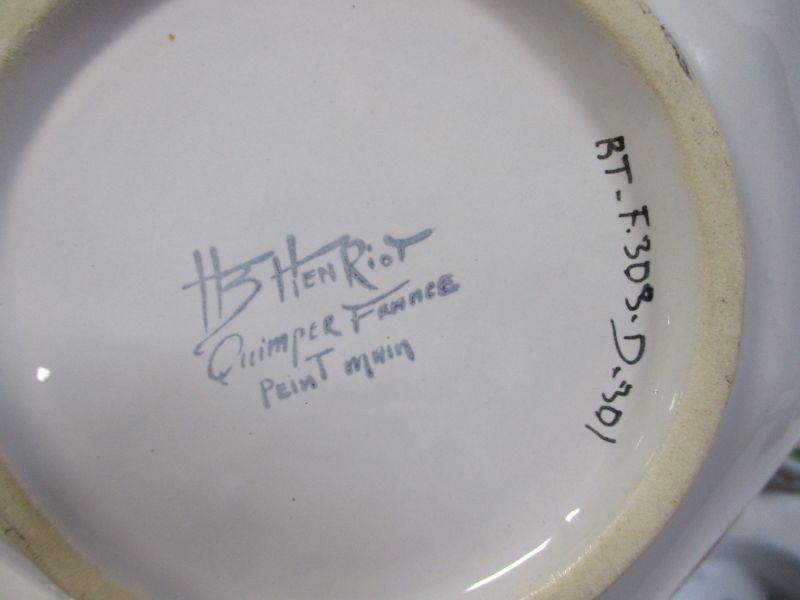 HB HENRIOT
QUIMPER FRANCE
PEINT MAIN
RT-F.303.D.301